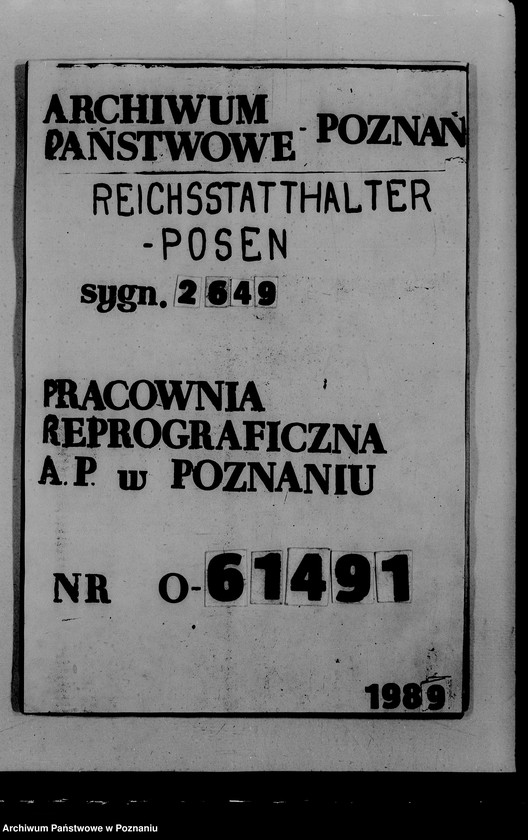 ARCHIWUM
PAŃSTWOWE - POZNAŃ
REICHSSTATTHALTER
-POSEN
sygn. 2649
PRACOWNIA
REPROGRAFICZNA
A.P. w POZNANIU
NR O-61491
1989
Archiwum Państwowe w Poznaniu